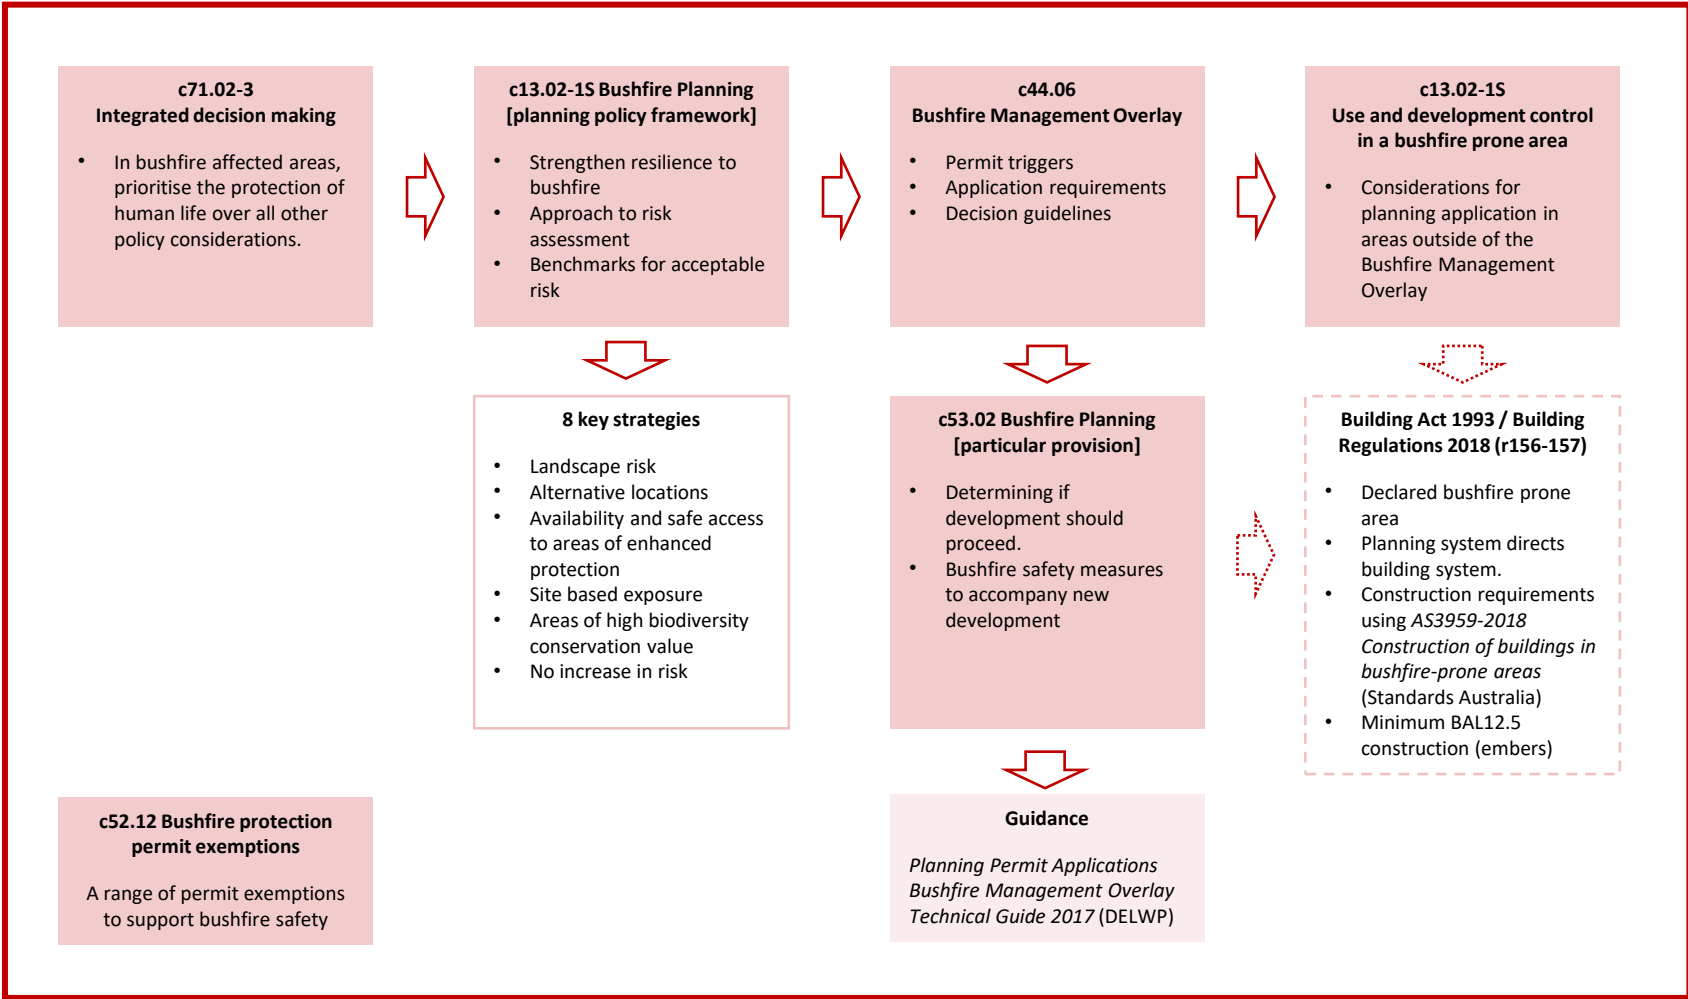 c71.02-3
Integrated decision making
• In bushfire affected areas,
prioritise the protection of
human life over all other
policy considerations.
c13.02-1S Bushfire Planning
[planning policy framework]
• Strengthen resilience to
bushfire
• Approach to risk
assessment
• Benchmarks for acceptable
risk
c44.06
Bushfire Management Overlay
• Permit triggers
• Application requirements
• Decision guidelines
c13.02-1S
Use and development control
in a bushfire prone area
• Considerations for
planning application in
areas outside of the
Bushfire Management
Overlay
8 key strategies
• Landscape risk
• Alternative locations
• Availability and safe access
to areas of enhanced
protection
• Site based exposure
• Areas of high biodiversity
conservation value
• No increase in risk
c53.02 Bushfire Planning
[particular provision]
• Determining if
development should
proceed.
• Bushfire safety measures
to accompany new
development
Building Act 1993 / Building
Regulations 2018 (r156-157)
• Declared bushfire prone
area
• Planning system directs
building system.
• Construction requirements
using AS3959-2018
Construction of buildings in
bushfire-prone areas
(Standards Australia)
• Minimum BAL12.5
construction (embers)
c52.12 Bushfire protection
permit exemptions
A range of permit exemptions
to support bushfire safety
Guidance
Planning Permit Applications
Bushfire Management Overlay
Technical Guide 2017 (DELWP)